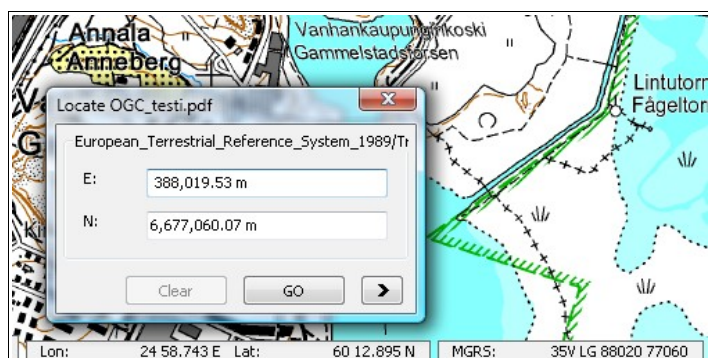 Annala
Anneberg
Vanhankaupunginkoski
Gammelstadsforsen
Lintutorn
Fågeltorn
Locate OGC_testi.pdf
European_Terrestrial_Reference_System_1989/Tr
E:
388,019.53 m
N:
6,677,060.07 m
Clear
GO
>
Lon:
24 58.743 E
Lat:
60 12.895 N
MGRS:
35V LG 88020 77060